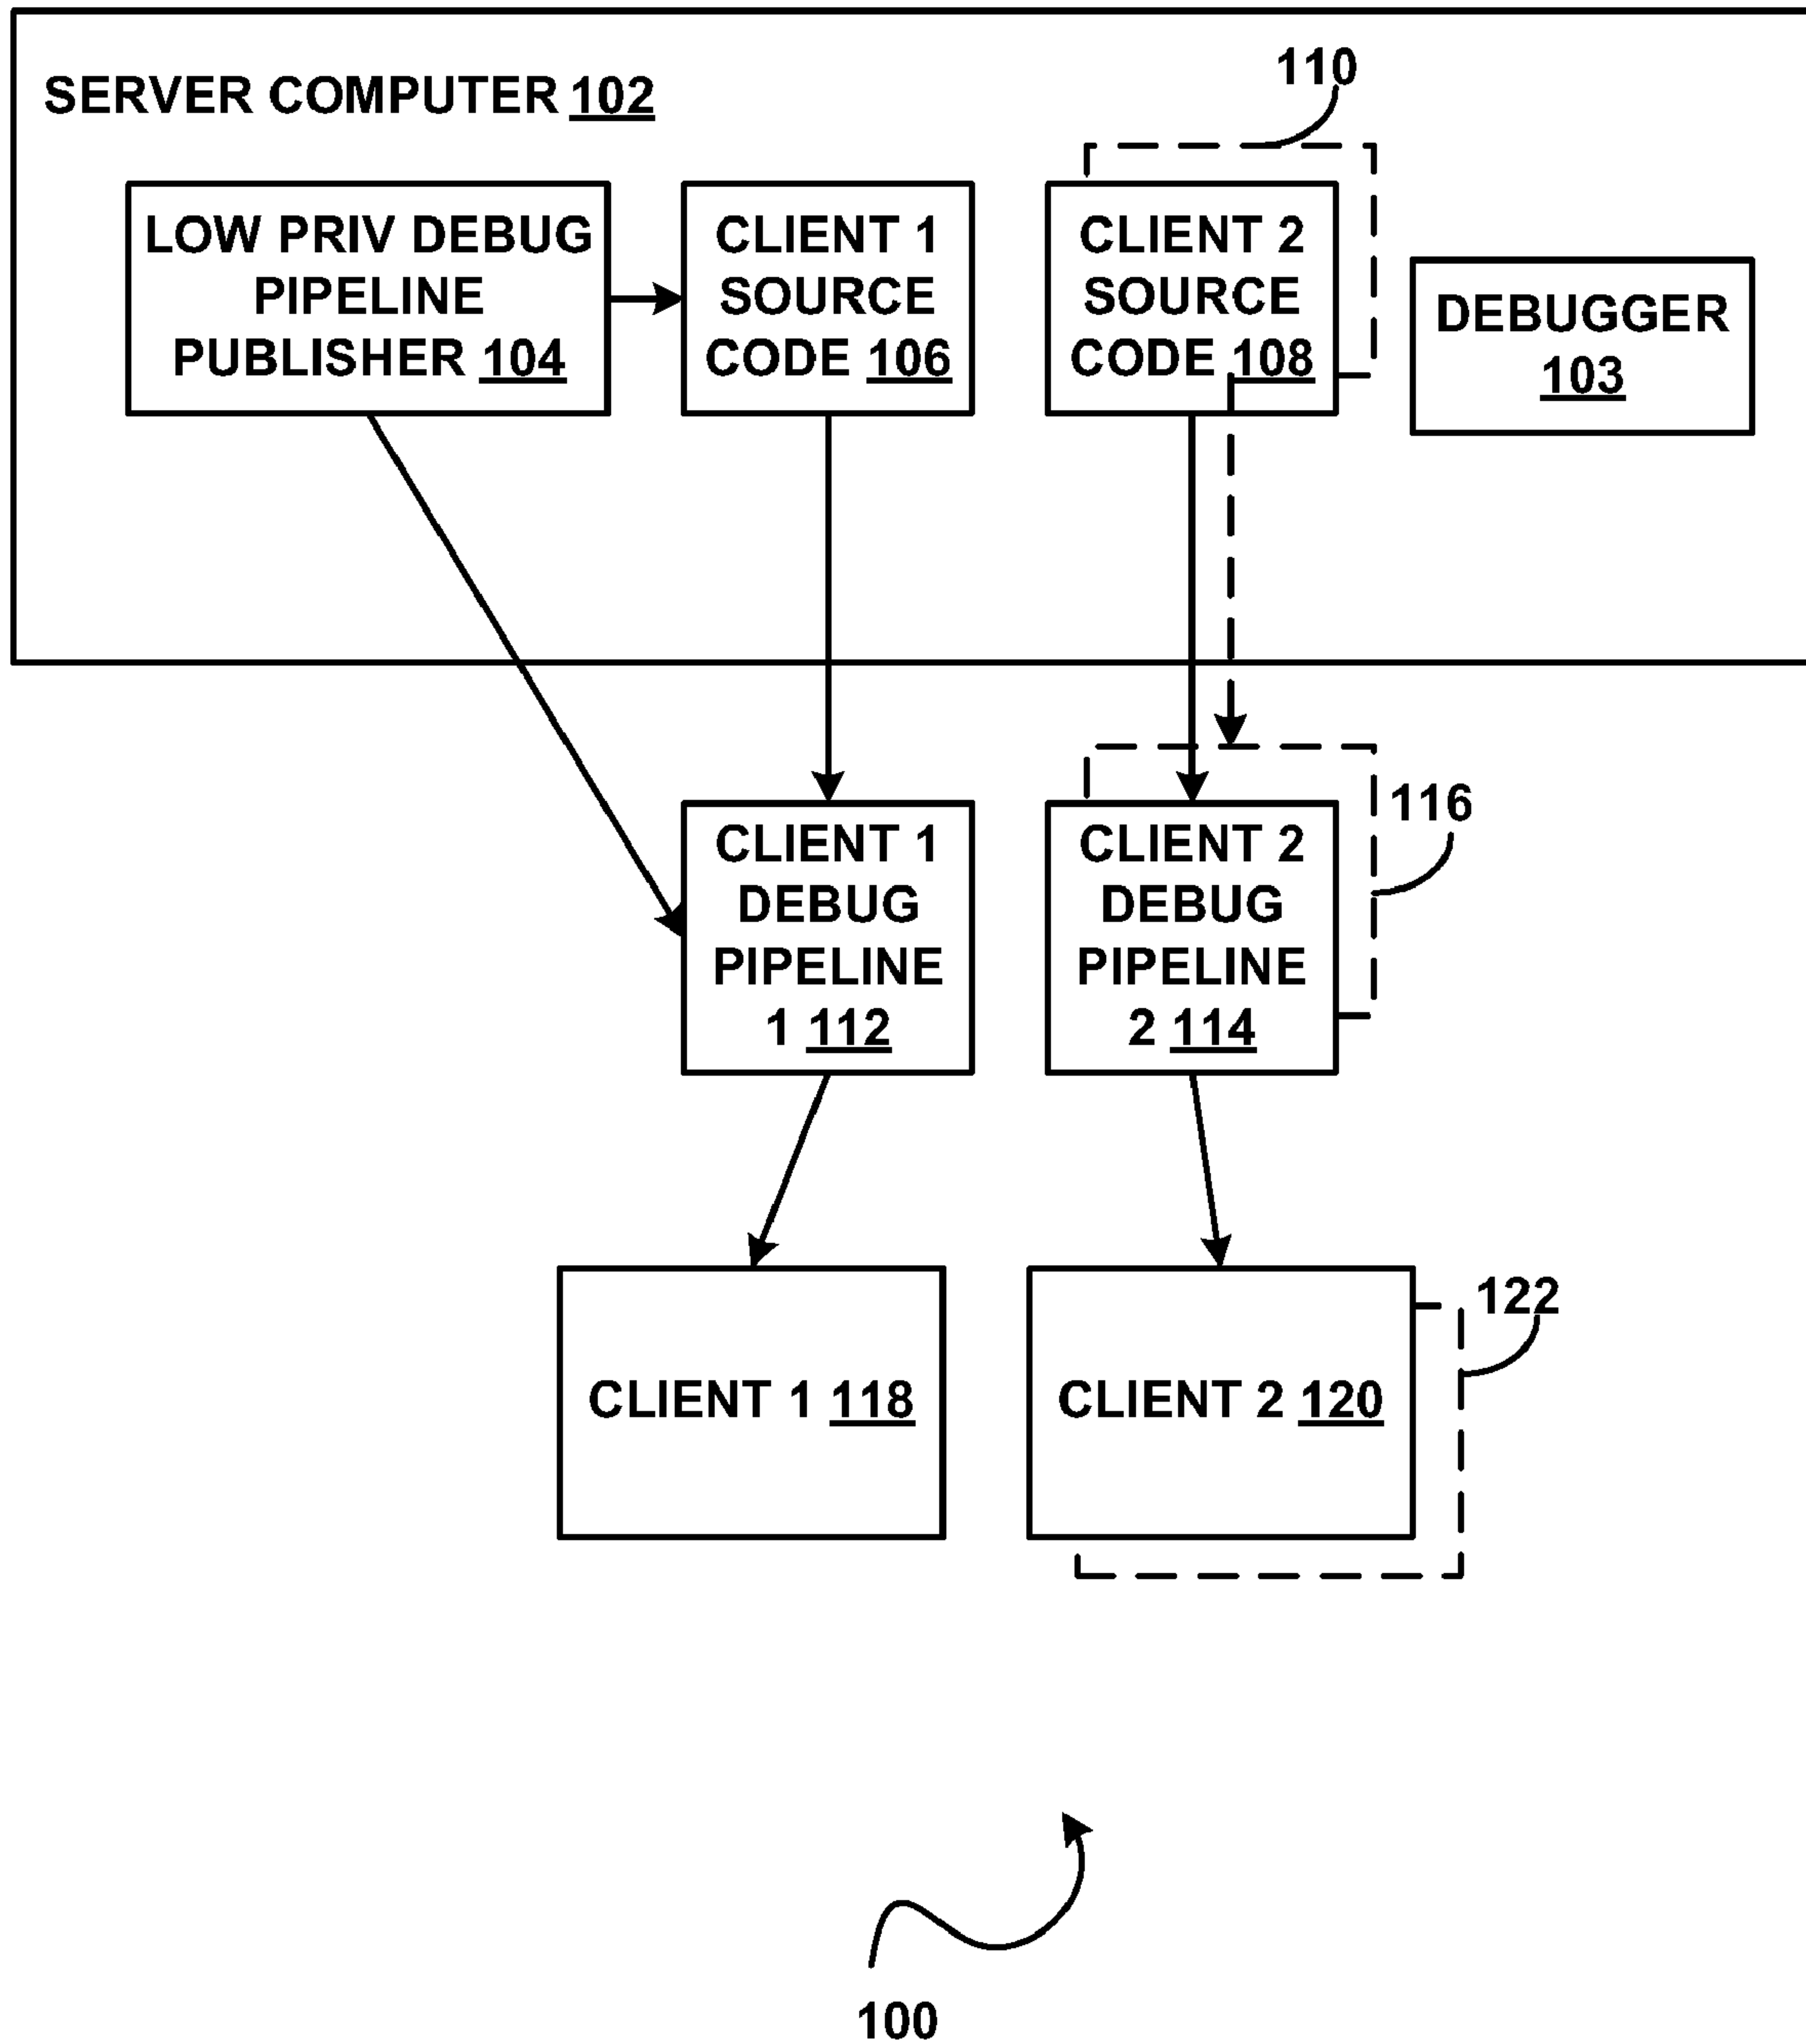 110
SERVER COMPUTER 102
LOW PRIV DEBUG
PIPELINE
PUBLISHER 104
CLIENT 1
SOURCE
CODE 106
CLIENT 2
SOURCE
CODE 108
DEBUGGER
103
116
CLIENT 1
DEBUG
PIPELINE
1 112
CLIENT 2
DEBUG
PIPELINE
2 114
122
CLIENT 1 118
CLIENT 2 120
100